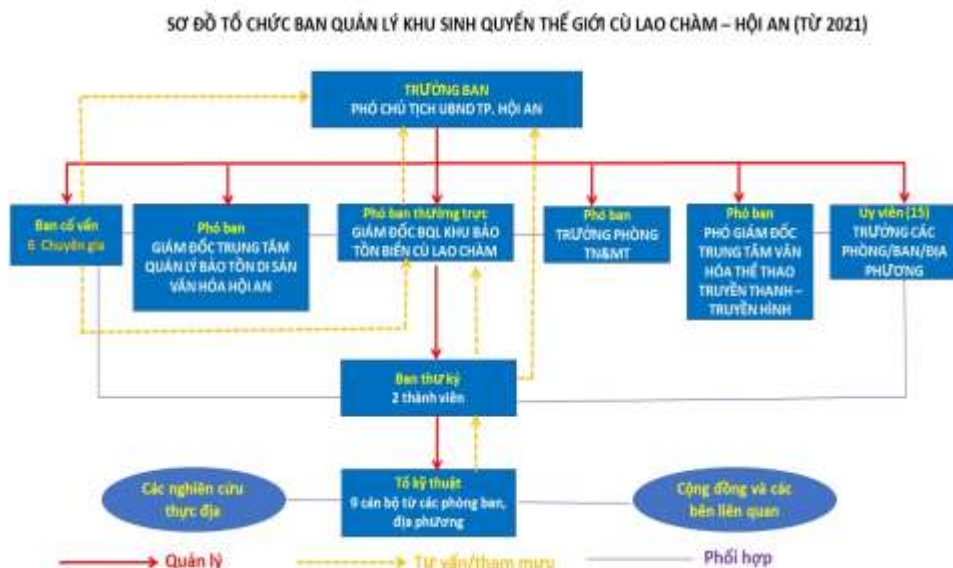 SƠ ĐỒ TỔ CHỨC BAN QUẢN LÝ KHU SINH QUYỂN THẾ GIỚI CÙ LAO CHÀM – HỘI AN (TỪ 2021)
TRƯỞNG BAN
PHÓ CHỦ TỊCH UBND TP. HỘI AN
Ban cố vấn
6 Chuyên gia
Phó ban
GIÁM ĐỐC TRUNG TÂM
QUẢN LÝ BẢO TỒN DI SẢN
VĂN HÓA HỘI AN
Phó ban thường trực
GIÁM ĐỐC BQL KHU BẢO
TỒN BIỂN CÙ LAO CHÀM
Phó ban
TRƯỞNG PHÒNG
TN&MT
Phó ban
PHÓ GIÁM ĐỐC
TRUNG TÂM VĂN
HÓA THỂ THAO
TRUYỀN THANH –
TRUYỀN HÌNH
Uỷ viên (15)
TRƯỞNG CÁC
PHÒNG/BAN/ĐỊA
PHƯƠNG
Ban thư ký
2 thành viên
Tổ kỹ thuật
9 cán bộ từ các phòng ban,
địa phương
Các nghiên cứu
thực địa
Cộng đồng và các
bên liên quan
Quản lý
Tư vấn/tham mưu
Phối hợp